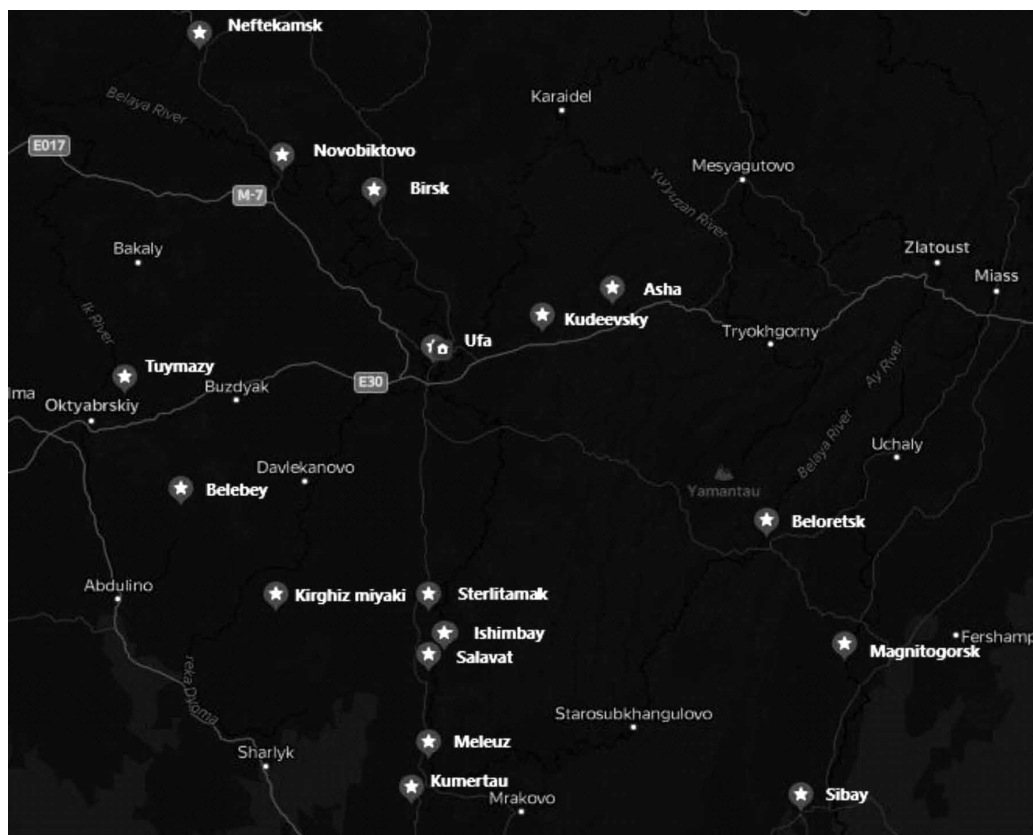 Neftekamsk
Belaya River
Karaidel
E017
Novobiktovo
Mesyagutovo
M-7
Birsk
Yuryuzan River
Bakaly
Zlatoust
Miass
Asha
Ik River
Kudeevsky
Tryokhgorny
Ufa
Tuymazy
E30
Buzdyak
Ay River
lma
Oktyabrskiy
Belaya River
Uchaly
Davlekanovo
Belebey
Yamantau
Beloretsk
Abdulino
Kirghiz miyaki
Sterlitamak
Ishimbay
Fershamp
Salavat
Magnitogorsk
reka Dyoma
Starosubkhangulovo
Meleuz
Sharlyk
Kumertau
Mrakovo
Sibay